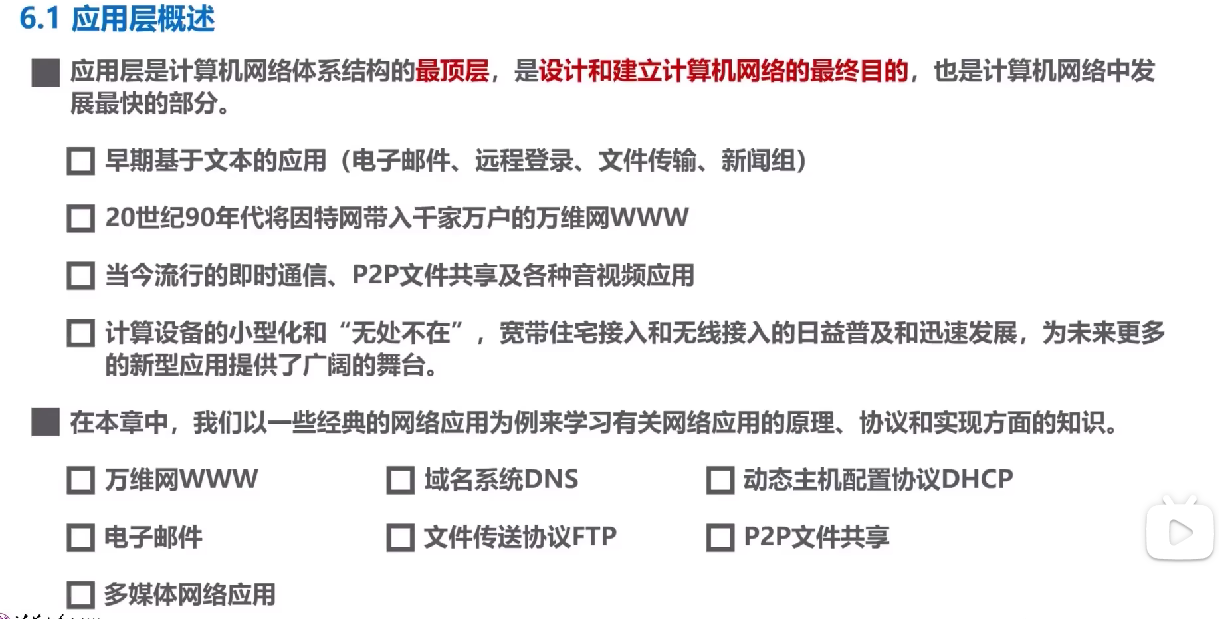 6.1 应用层概述
应用层是计算机网络体系结构的最顶层，是设计和建立计算机网络的最终目的，也是计算机网络中发
展最快的部分。
早期基于文本的应用（电子邮件、远程登录、文件传输、新闻组）
20世纪90年代将因特网带入千家万户的万维网WWW
当今流行的即时通信、P2P文件共享及各种音视频应用
计算设备的小型化和“无处不在”，宽带住宅接入和无线接入的日益普及和迅速发展，为未来更多
的新型应用提供了广阔的舞台。
在本章中，我们以一些经典的网络应用为例来学习有关网络应用的原理、协议和实现方面的知识。
万维网WWW 域名系统DNS 动态主机配置协议DHCP
电子邮件 文件传送协议FTP P2P文件共享
多媒体网络应用